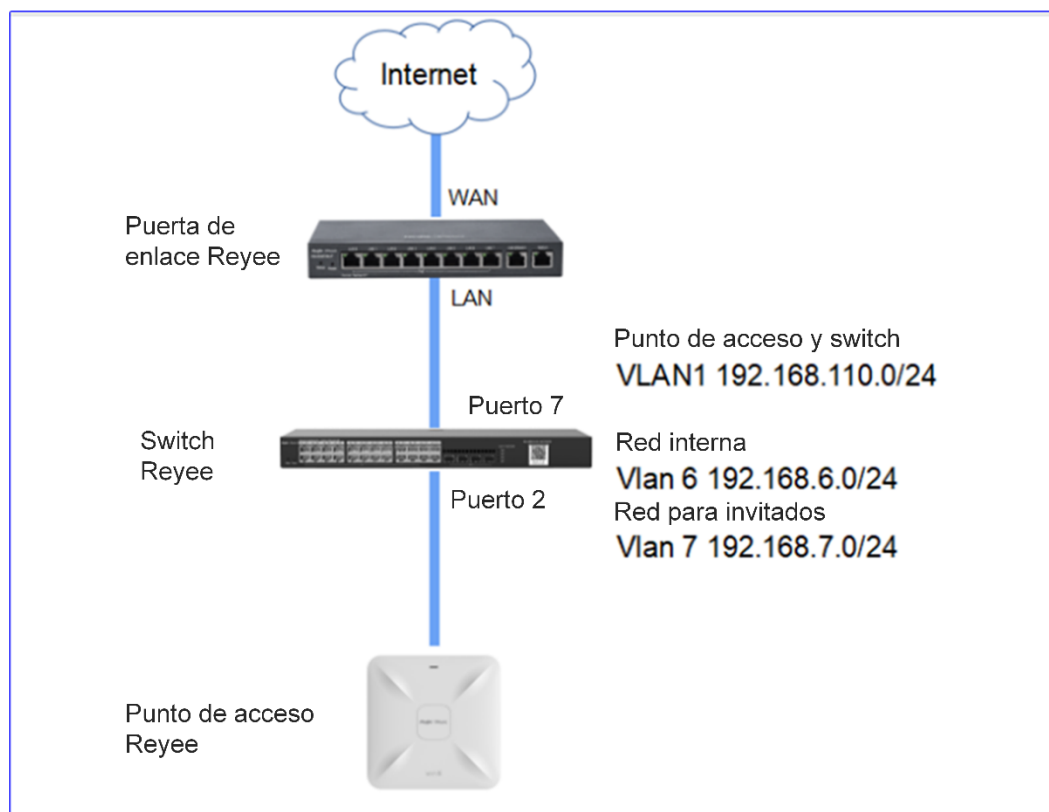 Internet
WAN
Puerta de
enlace Reyee
LAN
Punto de acceso y switch
VLAN1 192.168.110.0/24
Puerto 7
Switch
Reyee
Red interna
Vlan 6 192.168.6.0/24
Puerto 2
Red para invitados
Vlan 7 192.168.7.0/24
Punto de acceso
Reyee